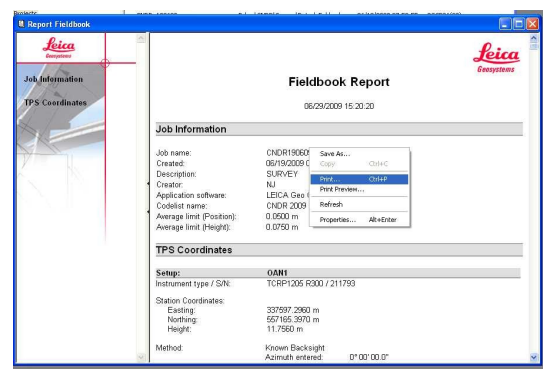 Report Fieldbook
Leica
Geosystems
Job Information
TPS Coordinates
Leica
Geosystems
Fieldbook Report
06/29/2009 15:20:20
Job Information
Job name: CNDR19060
Created: 06/19/2009
Description: SURVEY
Creator: NJ
Application software: LEICA Geo
Codelist name: CNDR 2009
Average limit (Position): 0.0500 m
Average limit (Height): 0.0750 m
Save As...
Copy Ctrl+C
Print... Ctrl+P
Print Preview...
Refresh
Properties... Alt+Enter
TPS Coordinates
Setup: OAN1
Instrument type / S/N: TCRP1205 R300 / 211793
Station Coordinates:
Easting: 337597.2960 m
Northing: 557165.3970 m
Height: 11.7560 m
Method: Known Backsight
Azimuth entered: 0°00'00.0"